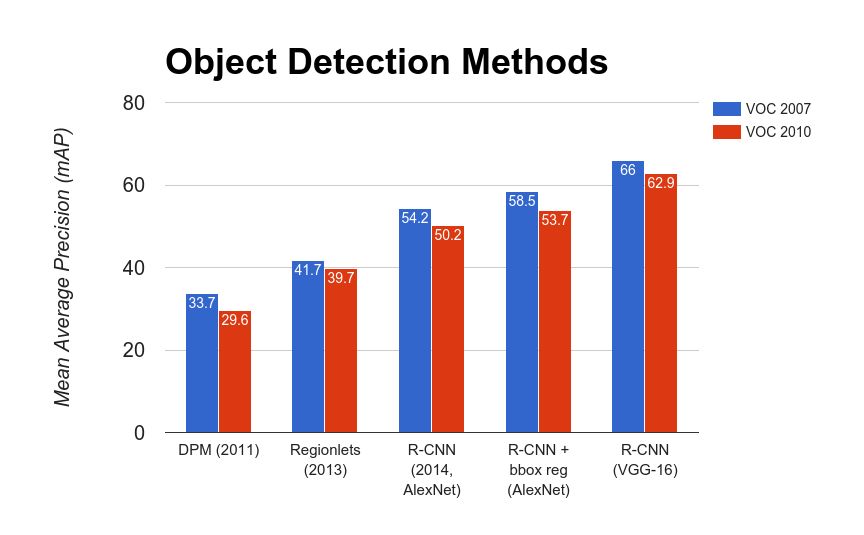 Object Detection Methods
VOC 2007
VOC 2010
Mean Average Precision (mAP)
80
60
40
20
0
33.7
29.6
41.7
39.7
54.2
50.2
58.5
53.7
66
62.9
DPM (2011)
Regionlets
(2013)
R-CNN
(2014,
AlexNet)
R-CNN +
bbox reg
(AlexNet)
R-CNN
(VGG-16)